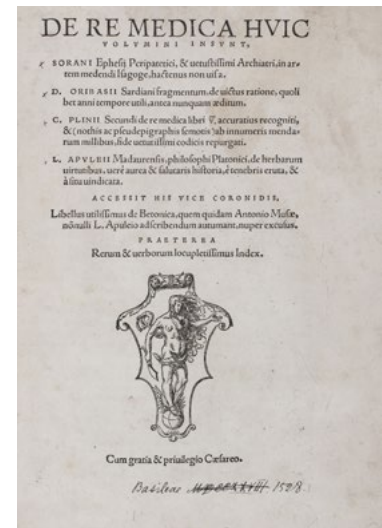 DE RE MEDICA HVIC
VOLVMINI INSVNT,
SORANI Ephesij Peripatetici, & uetustissimi Archiatri, in ar-
tem medendi Isagoge, hactenus non uisa.
D. ORIBASII Sardiani fragmentum, de uictus ratione, quoli
bet anni tempore utili, antea nunquam æditum.
C. PLINII Secundi de re medica libri V, accuratius recogniti,
& (nothis ac pseudepigraphis semotis) ab innumeris menda-
rum millibus, fide uetustissimi codicis repurgati.
L. APVLEII Madaurensis, philosophi Platonici, de herbarum
uirtutibus, uerè aurea & salutaris historia, è tenebris eruta, &
à situ uindicata.
ACCESSIT HIS VICE CORONIDIS,
Libellus utilissimus de Betonica, quem quidam Antonio Musæ,
nõnulli L. Apuleio adscribendum autumant, nuper excusus.
PRAETEREA
Rerum & uerborum locupletissimus Index.
Cum gratia & priuilegio Cæsareo.
Basileae 1528.